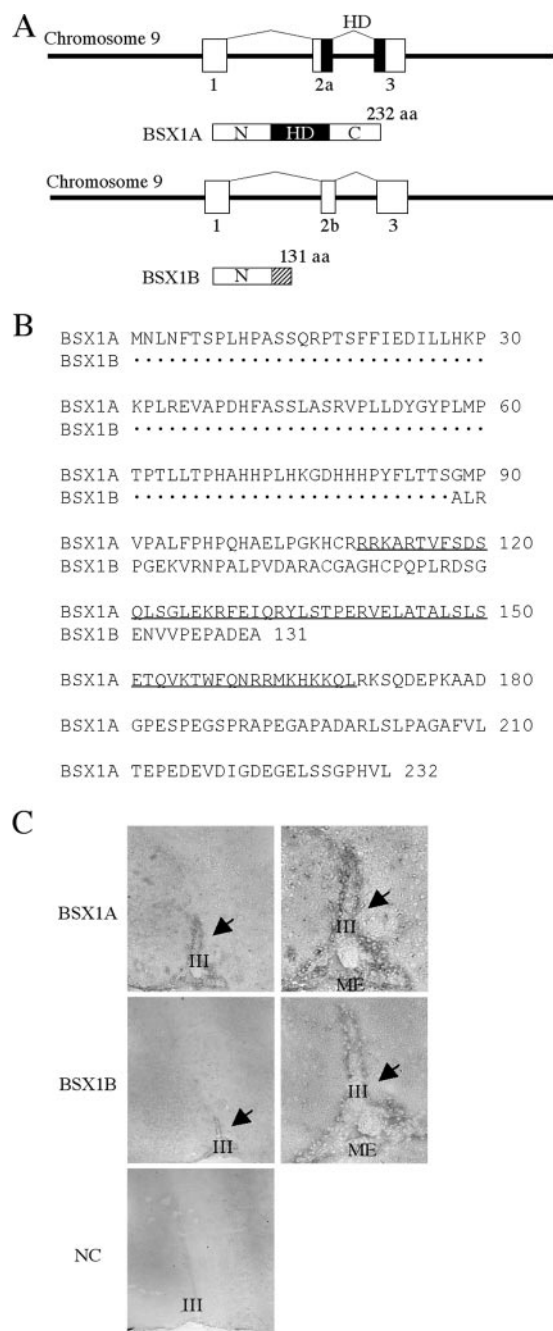 A
HD
Chromosome 9
1 2a 3
232 aa
BSX1A N HD C
Chromosome 9
1 2b 3
131 aa
BSX1B N
B
BSX1A MNLNFTSPLHPASSQRPTSFFIEDILLHKP 30
BSX1B ······························
BSX1A KPLREVAPDHFASSLASRVPLLDYGYPLMP 60
BSX1B ······························
BSX1A TPTLLTPHAHHPLHKGDHHHPYFLTTSGMP 90
BSX1B ···························ALR
BSX1A VPALFPHPQHAELPGKHCRRRKARTVFSDS 120
BSX1B PGEKVRNPALPVDARACGAGHCPQPLRDSG
BSX1A QLSGLEKRFEIQRYLSTPERVELATALSLS 150
BSX1B ENVVPEPADEA 131
BSX1A ETQVKTWFQNRRMKHKKQLRKSQDEPKAAD 180
BSX1A GPESPEGSPRAPEGAPADARLSLPAGAFVL 210
BSX1A TEPEDEVDIGDEGELSSGPHVL 232
C
BSX1A
III
III
ME
BSX1B
III
III
ME
NC
III